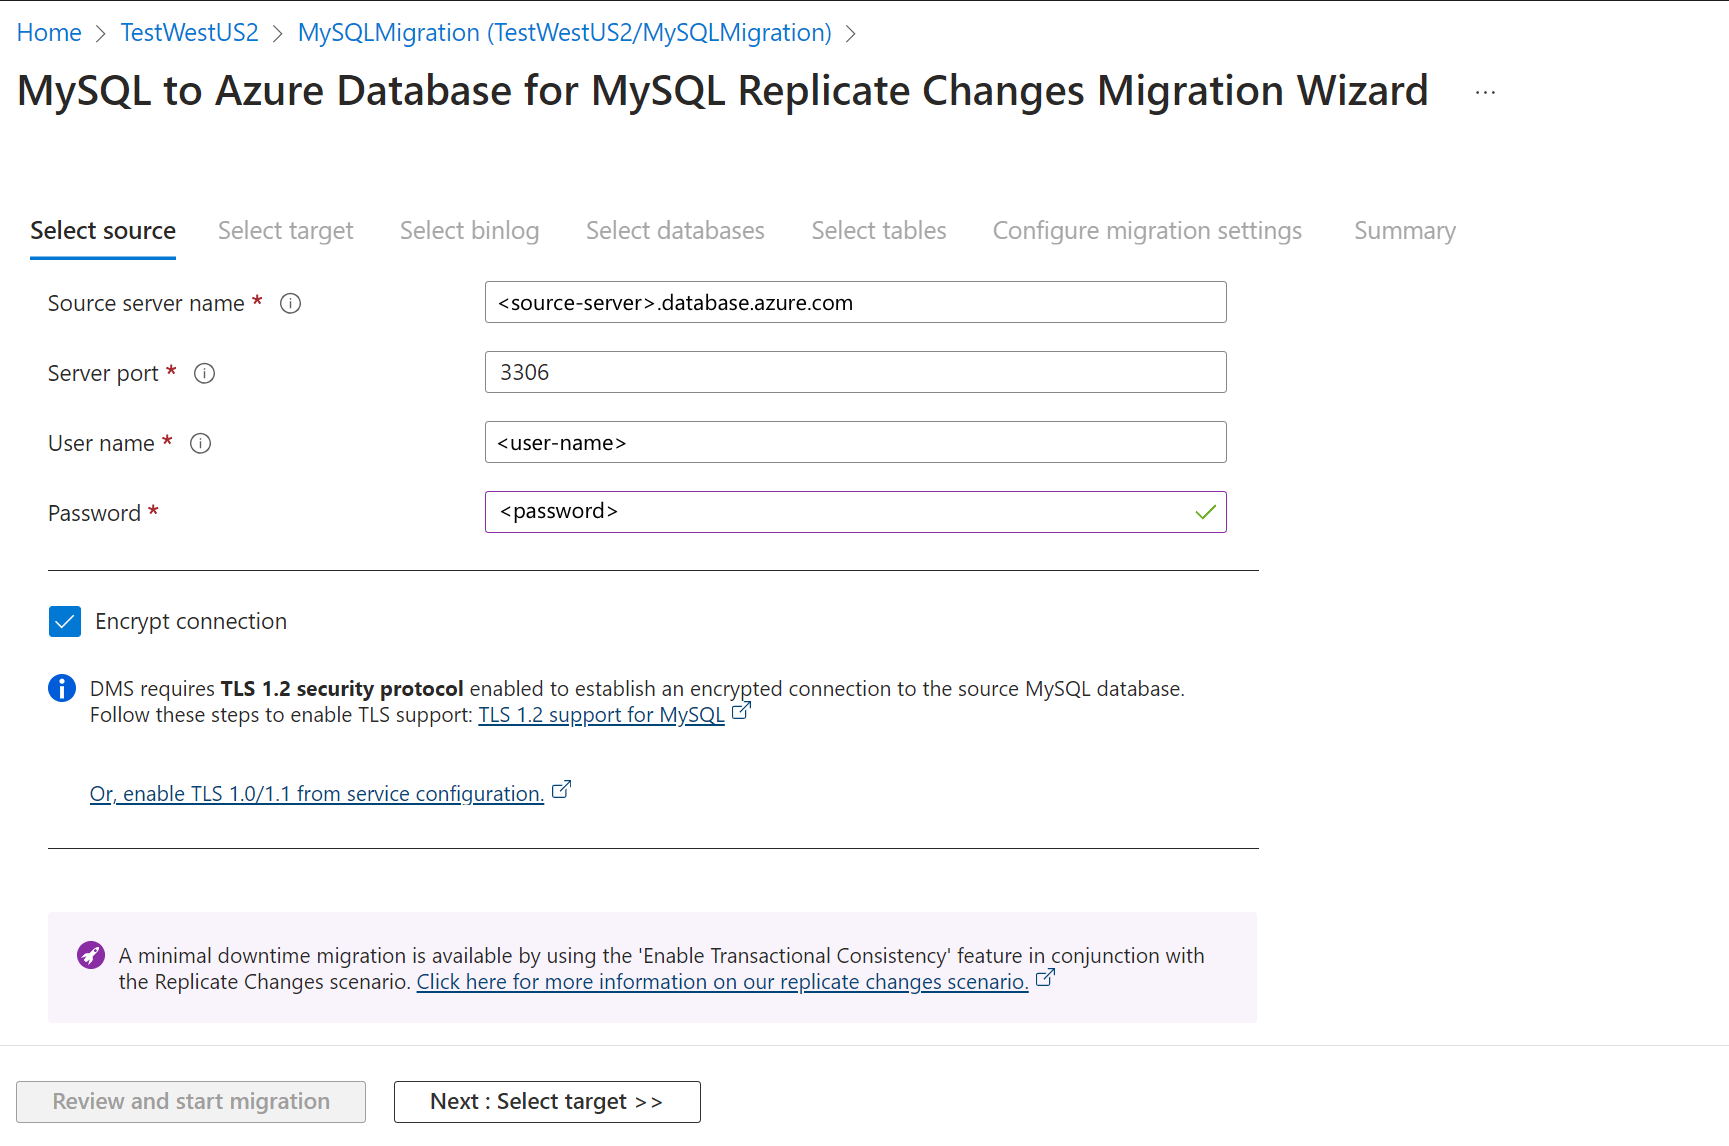 Home > TestWestUS2 > MySQLMigration (TestWestUS2/MySQLMigration) >
MySQL to Azure Database for MySQL Replicate Changes Migration Wizard ...
Select source Select target Select binlog Select databases Select tables Configure migration settings Summary
Source server name * <source-server>.database.azure.com
Server port * 3306
User name * <user-name>
Password * <password>
Encrypt connection
DMS requires TLS 1.2 security protocol enabled to establish an encrypted connection to the source MySQL database.
Follow these steps to enable TLS support: TLS 1.2 support for MySQL
Or, enable TLS 1.0/1.1 from service configuration.
A minimal downtime migration is available by using the 'Enable Transactional Consistency' feature in conjunction with
the Replicate Changes scenario. Click here for more information on our replicate changes scenario.
Review and start migration Next : Select target >>